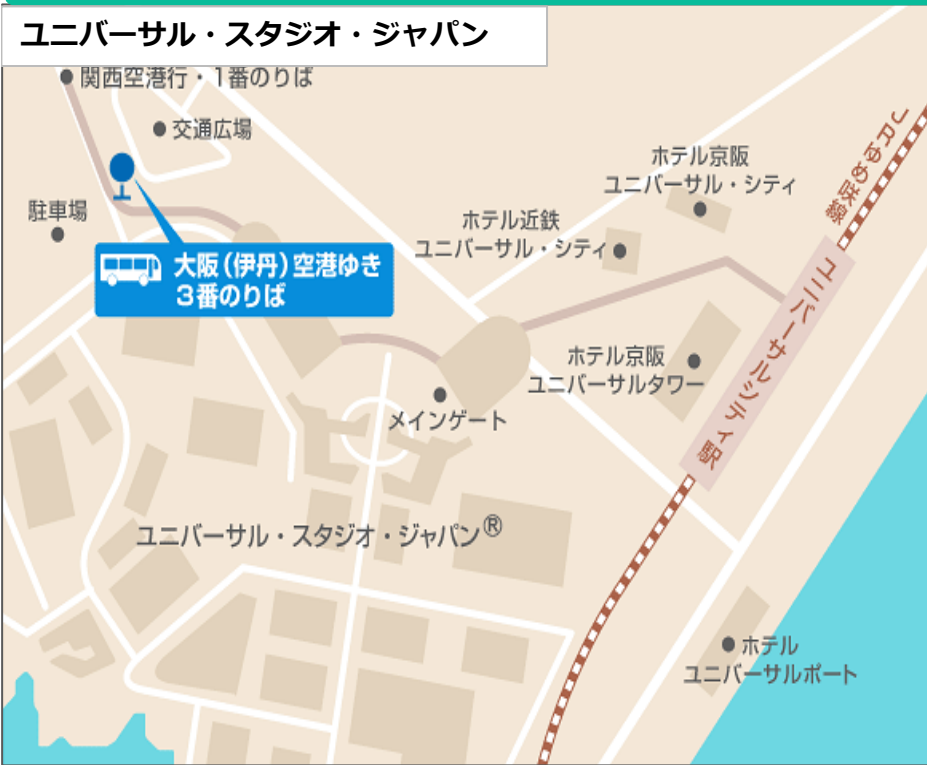 ユニバーサル・スタジオ・ジャパン
関西空港行・1番のりば
交通広場
駐車場
大阪(伊丹)空港ゆき
3番のりば
ホテル京阪
ユニバーサル・シティ
ホテル近鉄
ユニバーサル・シティ
JRゆめ咲線
ユニバーサルシティ駅
ホテル京阪
ユニバーサルタワー
メインゲート
ユニバーサル・スタジオ・ジャパン®
ホテル
ユニバーサルポート